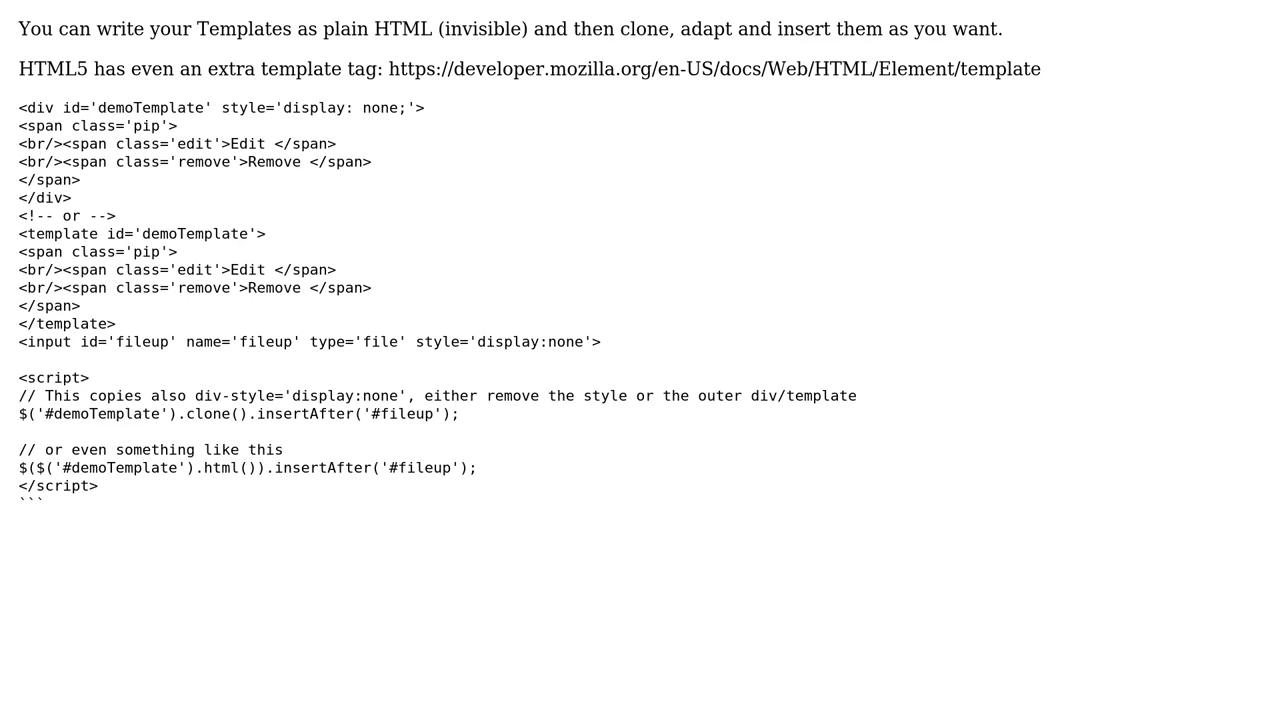 You can write your Templates as plain HTML (invisible) and then clone, adapt and insert them as you want.
HTML5 has even an extra template tag: https://developer.mozilla.org/en-US/docs/Web/HTML/Element/template
<div id='demoTemplate' style='display: none;'>
<span class='pip'>
<br/><span class='edit'>Edit </span>
<br/><span class='remove'>Remove </span>
</span>
</div>
<!-- or -->
<template id='demoTemplate'>
<span class='pip'>
<br/><span class='edit'>Edit </span>
<br/><span class='remove'>Remove </span>
</span>
</template>
<input id='fileup' name='fileup' type='file' style='display:none'>
<script>
// This copies also div-style='display:none', either remove the style or the outer div/template
$('#demoTemplate').clone().insertAfter('#fileup');
// or even something like this
$($('#demoTemplate').html()).insertAfter('#fileup');
</script>
```